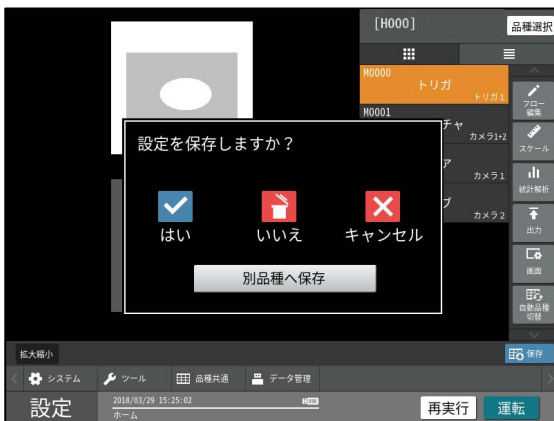 [H000]
品種選択
M0000
トリガ
トリガ1
M0001
チャ
カメラ1+2
ア
カメラ1
ブ
カメラ2
フロー
編集
スケール
統計解析
出力
画面
自動品種
切替
設定を保存しますか？
はい
いいえ
キャンセル
別品種へ保存
拡大縮小
保存
システム
ツール
品種共通
データ管理
設定
2018/03/29 15:25:02
ホーム
再実行
運転